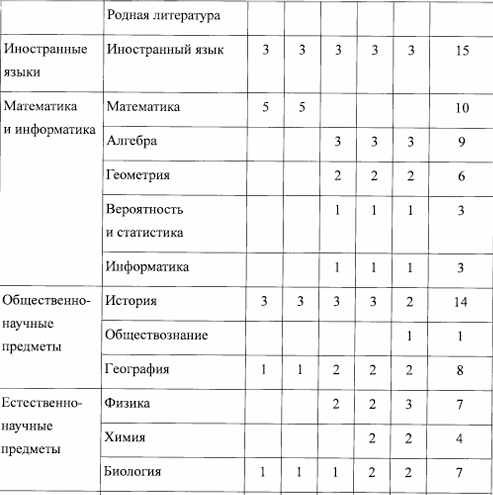 Родная литература
Иностранные Иностранный язык 3 3 3 3 3 15
языки
Математика Математика 5 5 10
и информатика
Алгебра 3 3 3 9
Геометрия 2 2 2 6
Вероятность 1 1 1 3
и статистика
Информатика 1 1 1 3
Общественно- История 3 3 3 3 2 14
научные Обществознание 1 1
предметы
География 1 1 2 2 2 8
Естественно- Физика 2 2 3 7
научные
предметы Химия 2 2 4
Биология 1 1 1 2 2 7